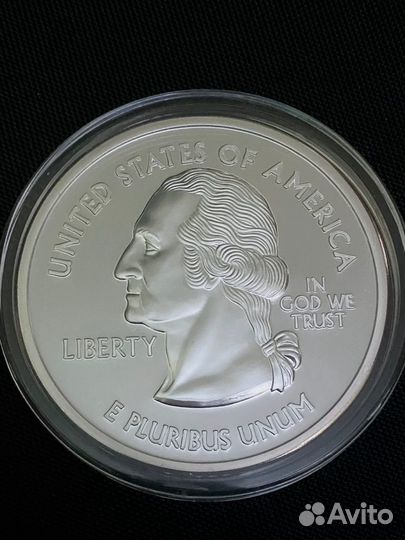 UNITED STATES OF AMERICA
LIBERTY
IN
GOD WE
TRUST
E PLURIBUS UNUM
Avito